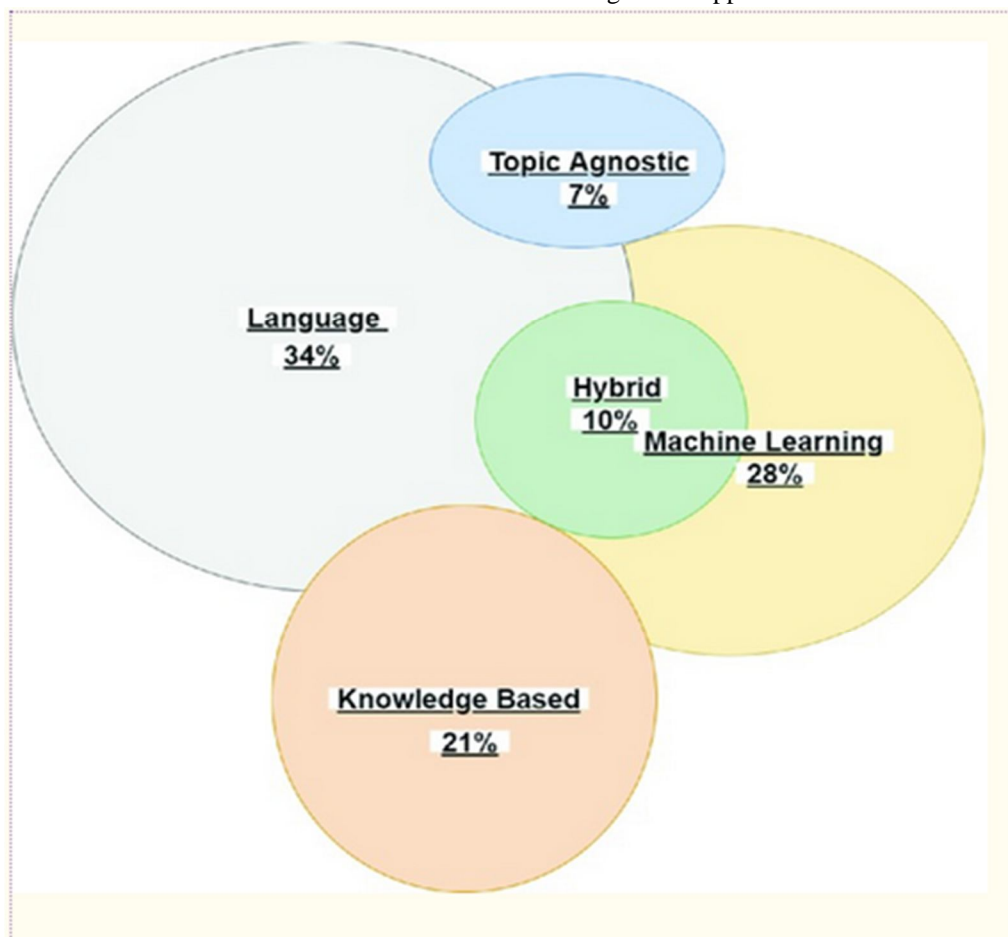 Topic Agnostic
7%
Language
34%
Hybrid
10%
Machine Learning
28%
Knowledge Based
21%